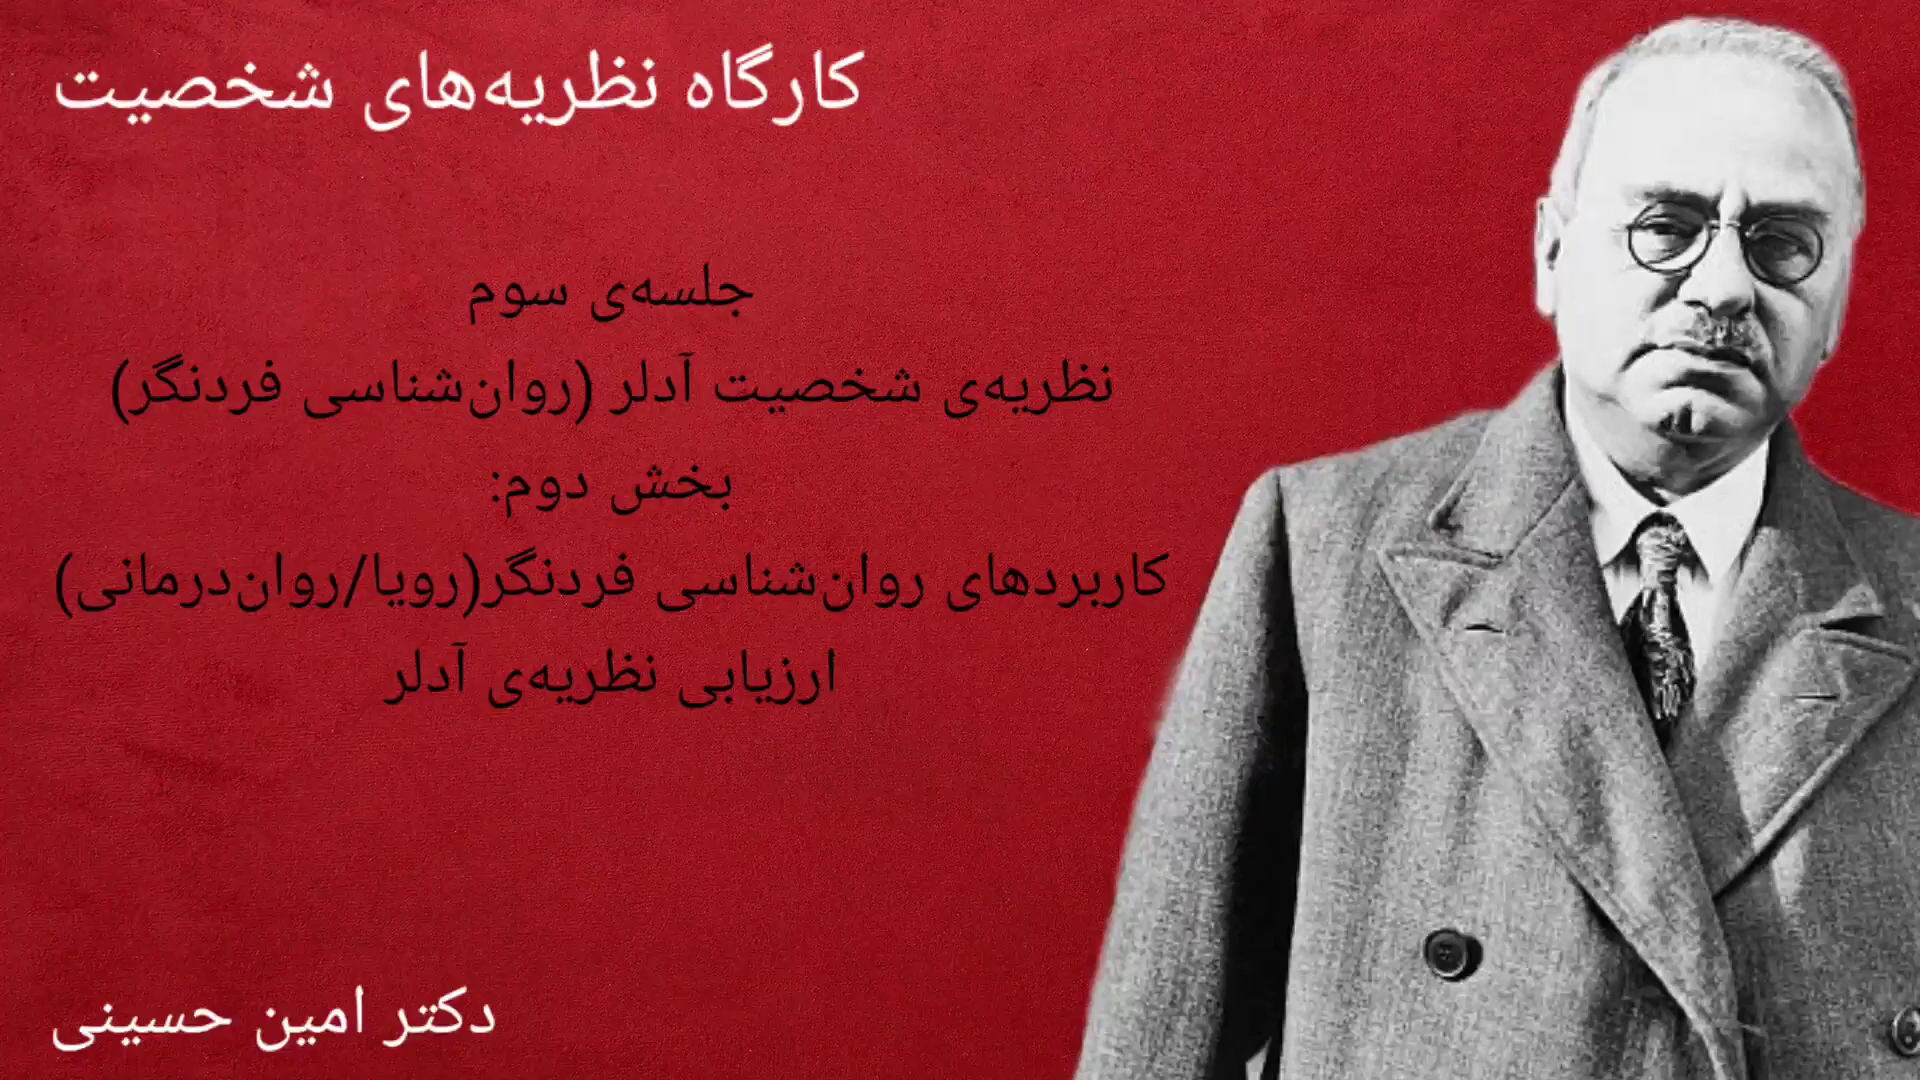 کارگاه نظریه‌های شخصیت
جلسه‌ی سوم
نظریه‌ی شخصیت آدلر (روان‌شناسی فردنگر)
بخش دوم:
کاربردهای روان‌شناسی فردنگر(رویا/روان‌درمانی)
ارزیابی نظریه‌ی آدلر
دکتر امین حسینی